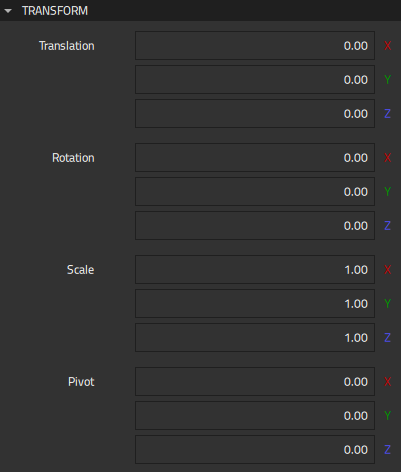 TRANSFORM
Translation 0.00 X
0.00 Y
0.00 Z
Rotation 0.00 X
0.00 Y
0.00 Z
Scale 1.00 X
1.00 Y
1.00 Z
Pivot 0.00 X
0.00 Y
0.00 Z